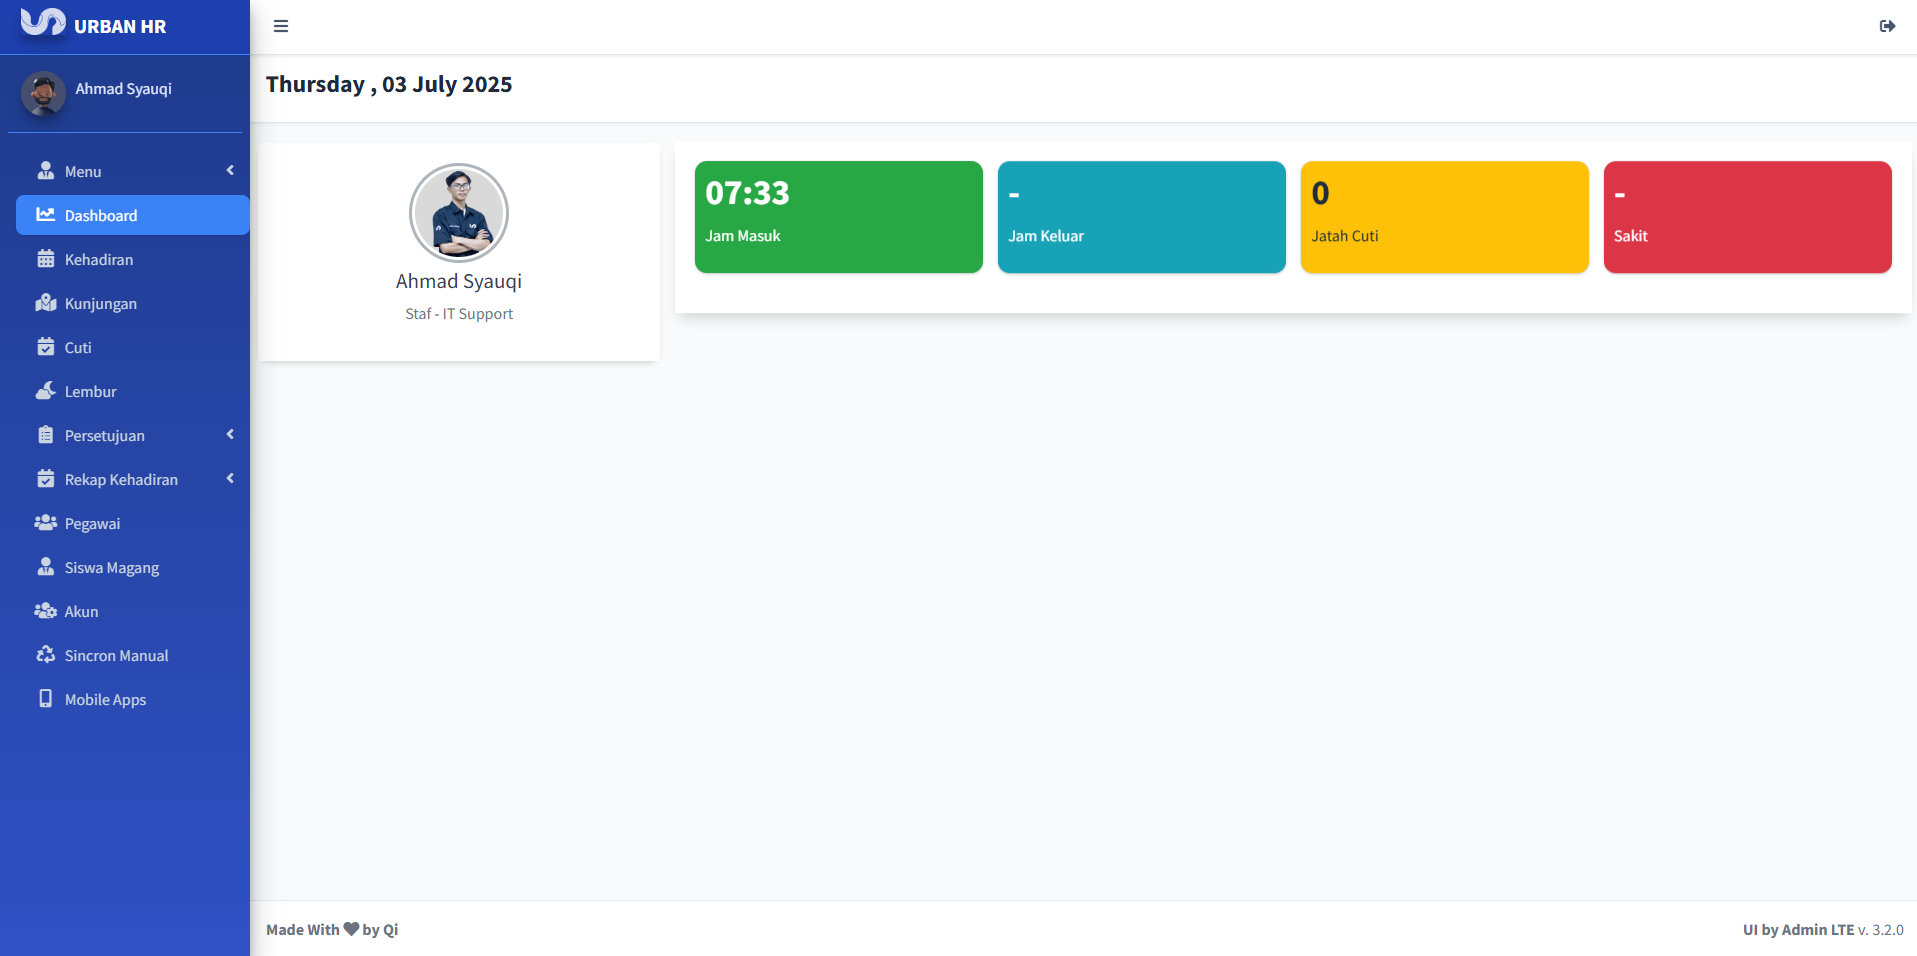 URBAN HR
Ahmad Syauqi
Menu
Dashboard
Kehadiran
Kunjungan
Cuti
Lembur
Persetujuan
Rekap Kehadiran
Pegawai
Siswa Magang
Akun
Sincron Manual
Mobile Apps
Thursday , 03 July 2025
Ahmad Syauqi
Staf - IT Support
07:33
Jam Masuk
-
Jam Keluar
0
Jatah Cuti
-
Sakit
Made With by Qi
UI by Admin LTE v. 3.2.0